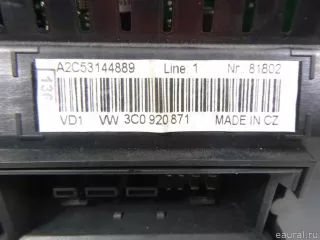 A2C53144889 Line 1 Nr. 81802
136
VD1 VW 3C0 920 871 MADE IN CZ
© eaural.ru